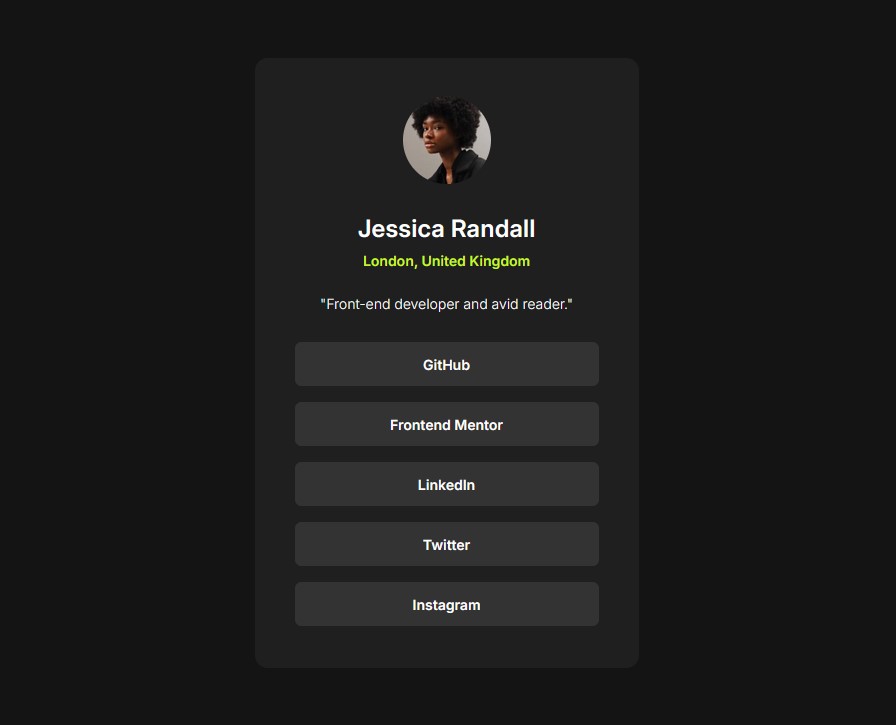 Jessica Randall
London, United Kingdom
"Front-end developer and avid reader."
GitHub
Frontend Mentor
LinkedIn
Twitter
Instagram